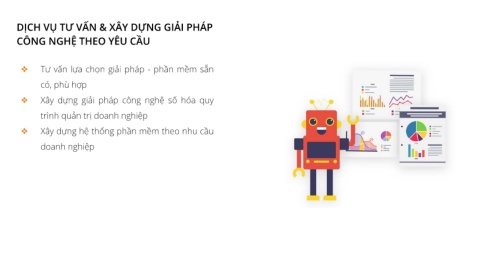 DỊCH VỤ TƯ VẤN & XÂY DỰNG GIẢI PHÁP
CÔNG NGHỆ THEO YÊU CẦU
❖ Tư vấn lựa chọn giải pháp - phần mềm sẵn
có, phù hợp
❖ Xây dựng giải pháp công nghệ số hóa quy
trình quản trị doanh nghiệp
❖ Xây dựng hệ thống phần mềm theo nhu cầu
doanh nghiệp